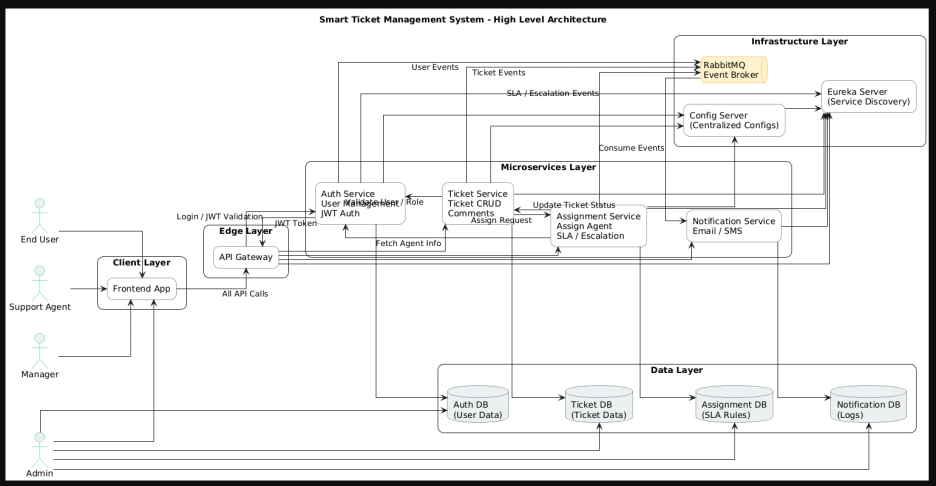 Smart Ticket Management System - High Level Architecture
Infrastructure Layer
RabbitMQ
Event Broker
User Events
Ticket Events
SLA / Escalation Events
Eureka Server
(Service Discovery)
Config Server
(Centralized Configs)
Consume Events
Microservices Layer
Auth Service
User Management
JWT Auth
Validate User / Role
Ticket Service
Ticket CRUD
Comments
Update Ticket Status
Assign Request
Assignment Service
Assign Agent
SLA / Escalation
Notification Service
Email / SMS
Login / JWT Validation
JWT Token
Edge Layer
API Gateway
Fetch Agent Info
End User
Client Layer
Frontend App
All API Calls
Support Agent
Manager
Data Layer
Auth DB
(User Data)
Ticket DB
(Ticket Data)
Assignment DB
(SLA Rules)
Notification DB
(Logs)
Admin